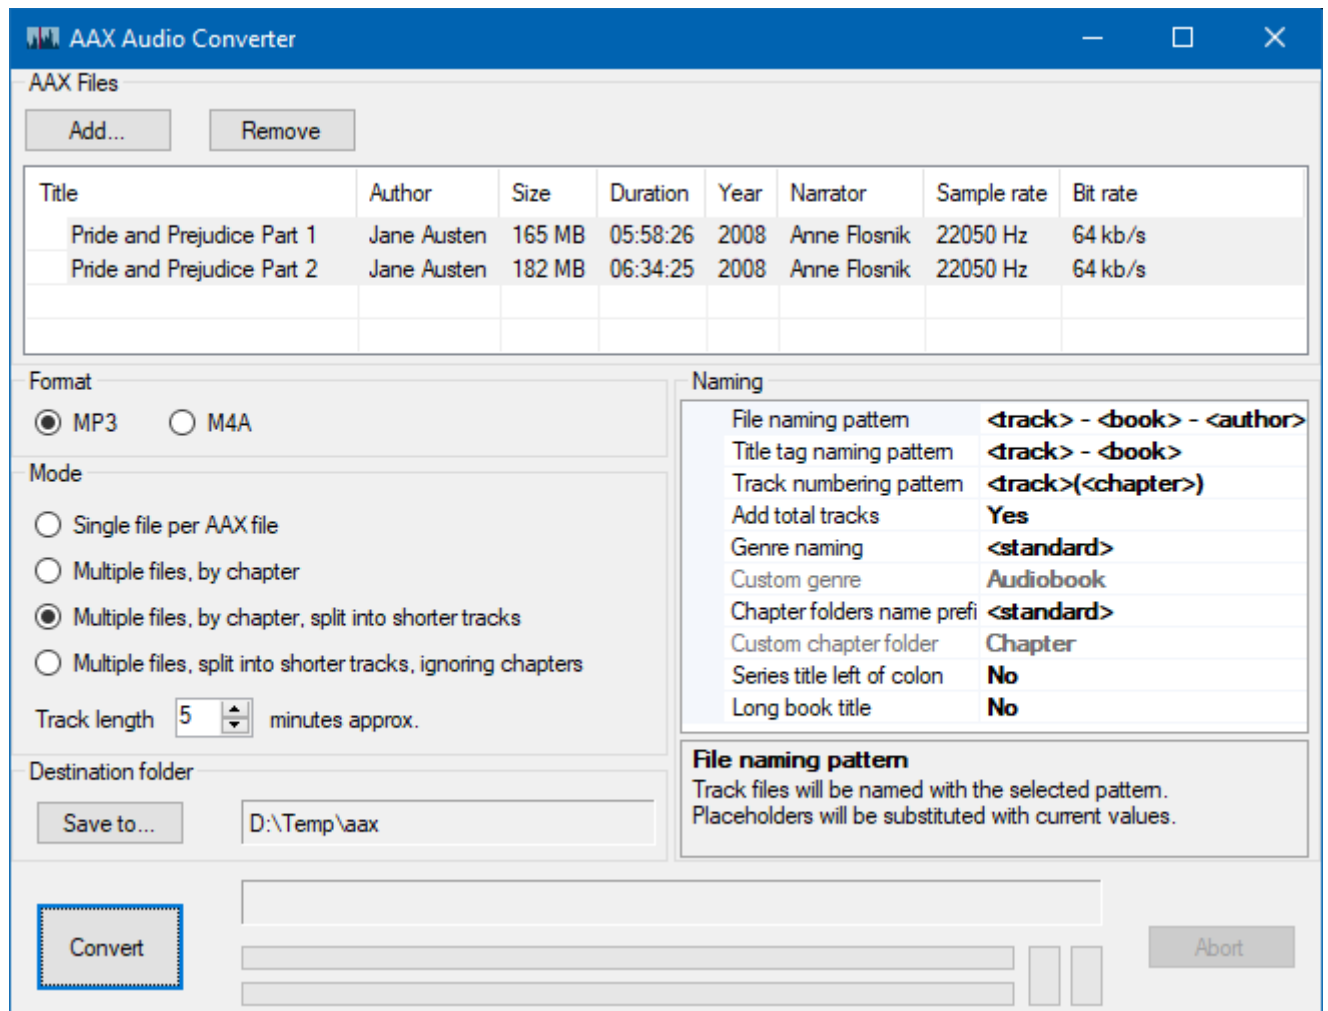 AAX Audio Converter
AAX Files
Add... Remove
Title Author Size Duration Year Narrator Sample rate Bit rate
Pride and Prejudice Part 1 Jane Austen 165 MB 05:58:26 2008 Anne Flosnik 22050 Hz 64 kb/s
Pride and Prejudice Part 2 Jane Austen 182 MB 06:34:25 2008 Anne Flosnik 22050 Hz 64 kb/s
Format
MP3 M4A
Mode
Single file per AAX file
Multiple files, by chapter
Multiple files, by chapter, split into shorter tracks
Multiple files, split into shorter tracks, ignoring chapters
Track length 5 minutes approx.
Destination folder
Save to... D:\Temp\aax
Naming
File naming pattern <track> - <book> - <author>
Title tag naming pattern <track> - <book>
Track numbering pattern <track>(<chapter>)
Add total tracks Yes
Genre naming <standard>
Custom genre Audiobook
Chapter folders name prefi <standard>
Custom chapter folder Chapter
Series title left of colon No
Long book title No
File naming pattern
Track files will be named with the selected pattern.
Placeholders will be substituted with current values.
Convert
Abort